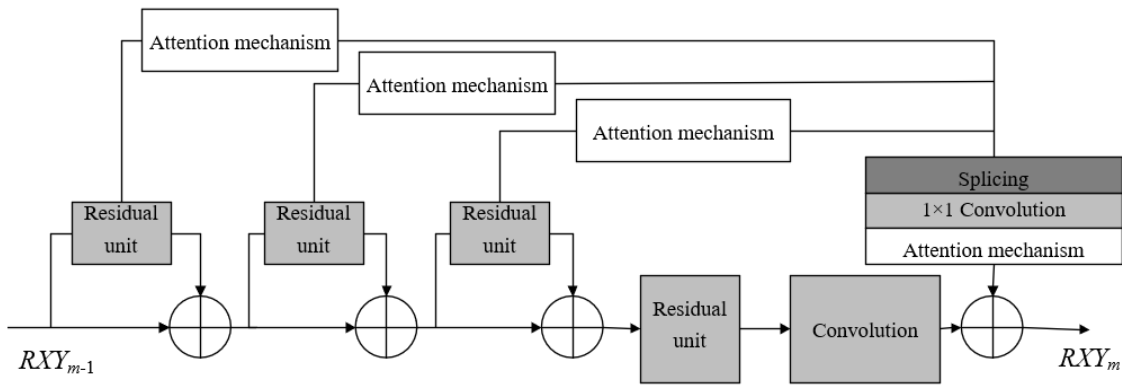 Attention mechanism
Attention mechanism
Attention mechanism
Splicing
1×1 Convolution
Attention mechanism
Residual
unit
Residual
unit
Residual
unit
Residual
unit
Convolution
RXYₘ₋₁
RXYₘ